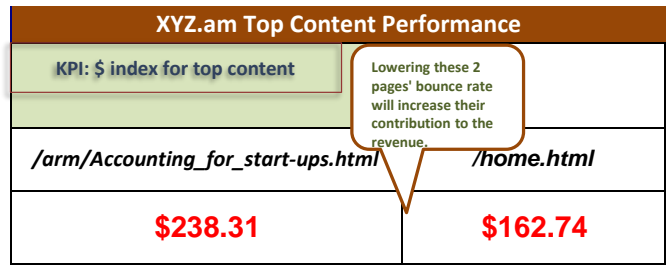 XYZ.am Top Content Performance
KPI: $ index for top content
Lowering these 2
pages' bounce rate
will increase their
contribution to the
revenue.
/arm/Accounting_for_start-ups.html
/home.html
$238.31
$162.74